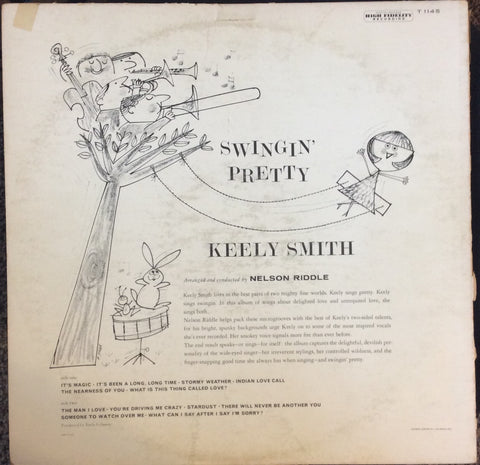 HIGH FIDELITY
RECORDING
T 1145
SWINGIN'
PRETTY
KEELY SMITH
Arranged and conducted by NELSON RIDDLE
Keely Smith lives in the best parts of two mighty fine worlds. Keely sings pretty. Keely
sings swingin. In this album of songs about delighted love and unrequited love, she
sings both.
Nelson Riddle helps pack these microgrooves with the best of Keely's two-sided talents,
for his bright, spunky backgrounds urge Keely on to some of the most inspired vocals
she's ever recorded. Her smokey voice signals more fire than ever before.
The end result spooks—or sings—for itself: the album captures the delightful, devilish per-
sonality of the wide-eyed singer—her irreverent stylings, her controlled wildness, and the
finger-snapping good time she always has when singing—and swingin' pretty.
side one
IT'S MAGIC · IT'S BEEN A LONG, LONG TIME · STORMY WEATHER · INDIAN LOVE CALL
THE NEARNESS OF YOU · WHAT IS THIS THING CALLED LOVE?
side two
THE MAN I LOVE · YOU'RE DRIVING ME CRAZY · STARDUST · THERE WILL NEVER BE ANOTHER YOU
SOMEONE TO WATCH OVER ME · WHAT CAN I SAY AFTER I SAY I'M SORRY?
Produced by